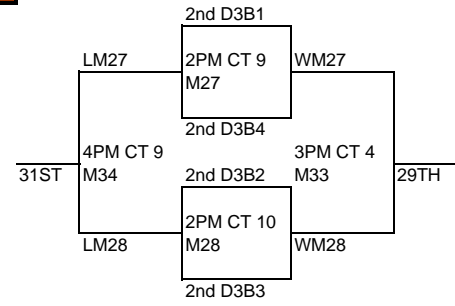 2nd D3B1
LM27
2PM CT 9
WM27
M27
2nd D3B4
4PM CT 9
3PM CT 4
31ST
M34
2nd D3B2
M33
29TH
2PM CT 10
LM28
M28
WM28
2nd D3B3